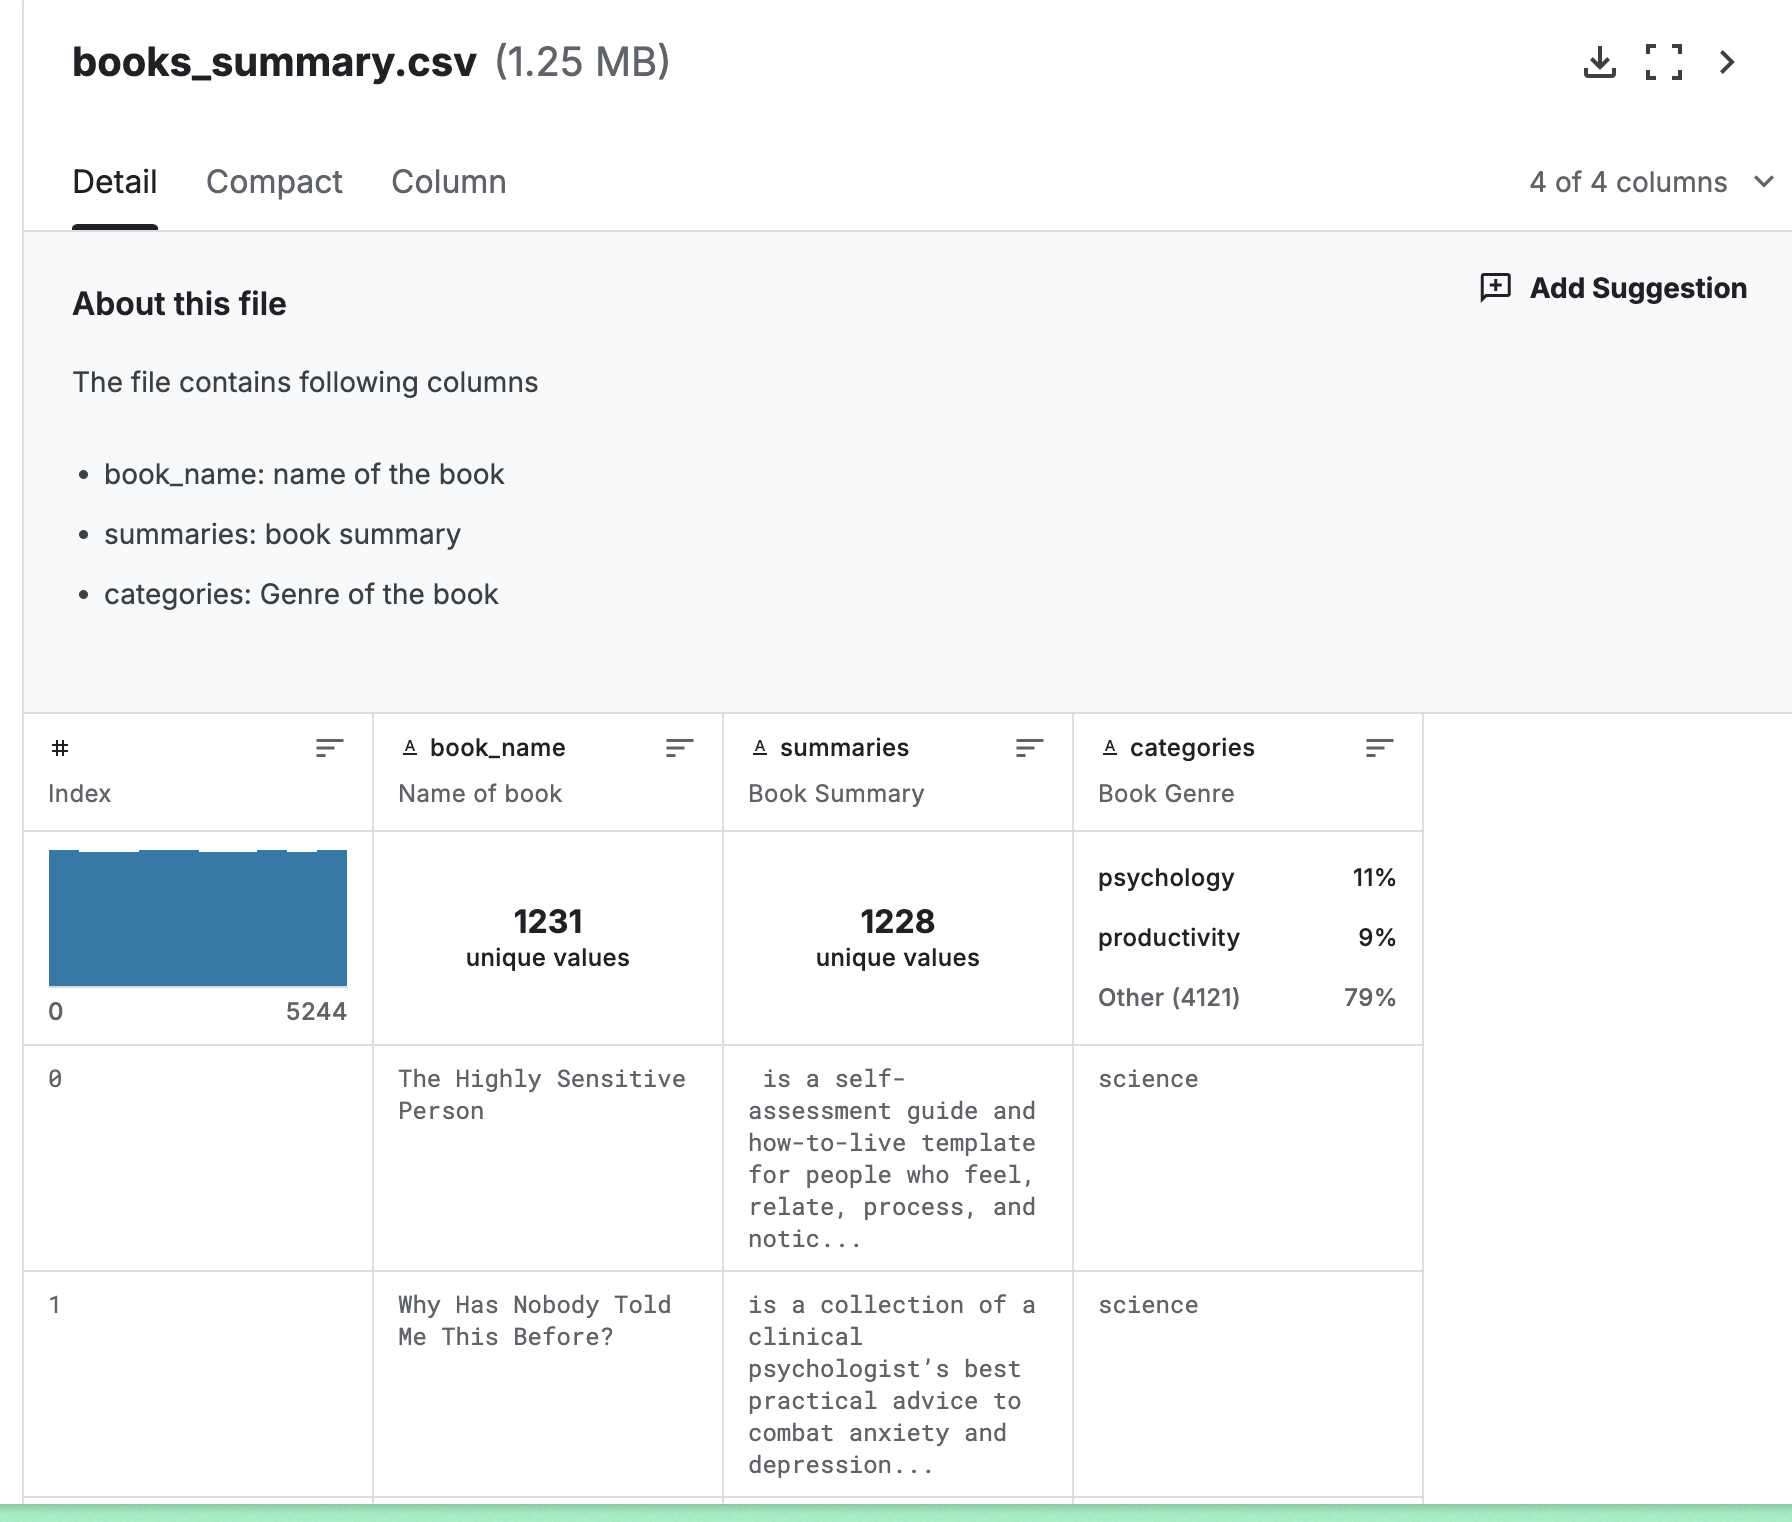 books_summary.csv (1.25 MB)
Detail Compact Column 4 of 4 columns
About this file
Add Suggestion
The file contains following columns
• book_name: name of the book
• summaries: book summary
• categories: Genre of the book
#
Index
A book_name
Name of book
A summaries
Book Summary
A categories
Book Genre
0 5244
1231
unique values
1228
unique values
psychology 11%
productivity 9%
Other (4121) 79%
0
The Highly Sensitive
Person
is a self-
assessment guide and
how-to-live template
for people who feel,
relate, process, and
notic...
science
1
Why Has Nobody Told
Me This Before?
is a collection of a
clinical
psychologist’s best
practical advice to
combat anxiety and
depression...
science